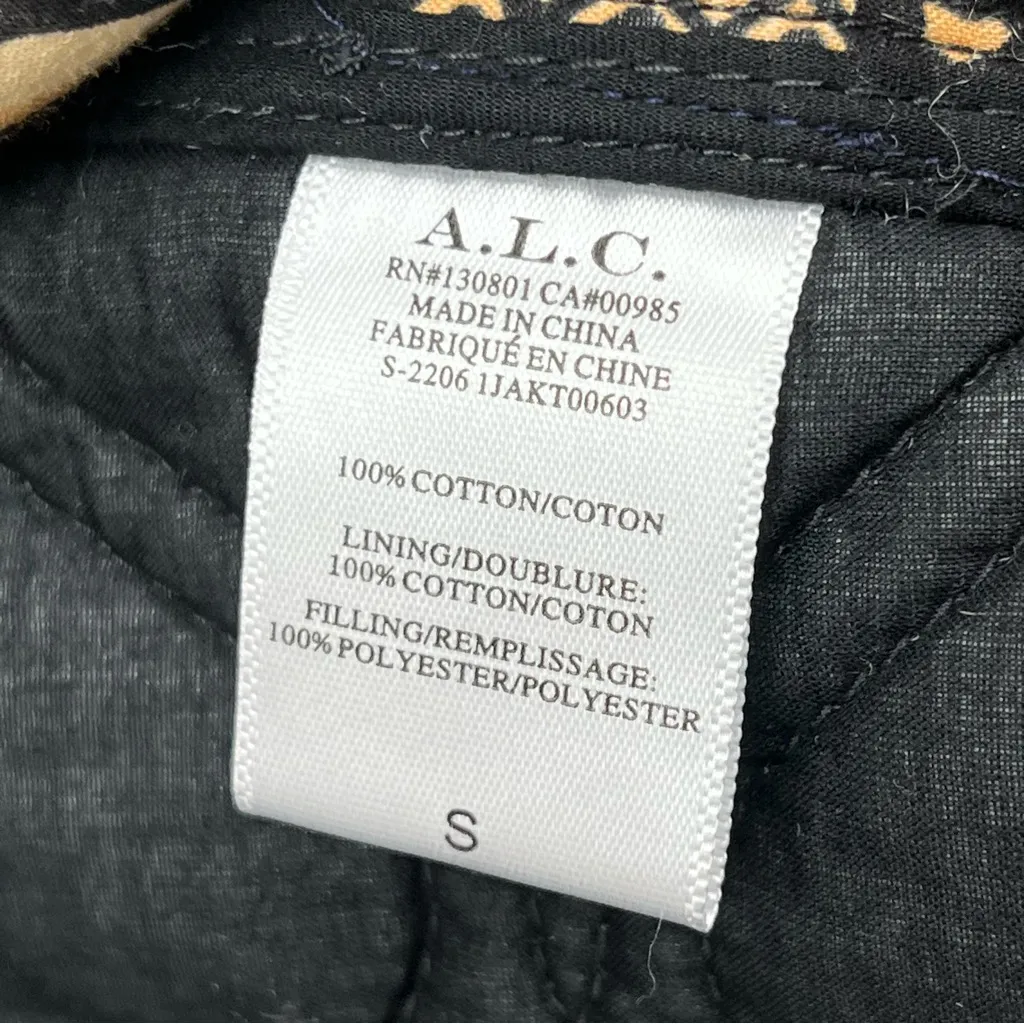 A.L.C.
RN#130801 CA#00985
MADE IN CHINA
FABRIQUÉ EN CHINE
S-2206 1JAKT00603
100% COTTON/COTON
LINING/DOUBLURE:
100% COTTON/COTON
FILLING/REMPLISSAGE:
100% POLYESTER/POLYESTER
S